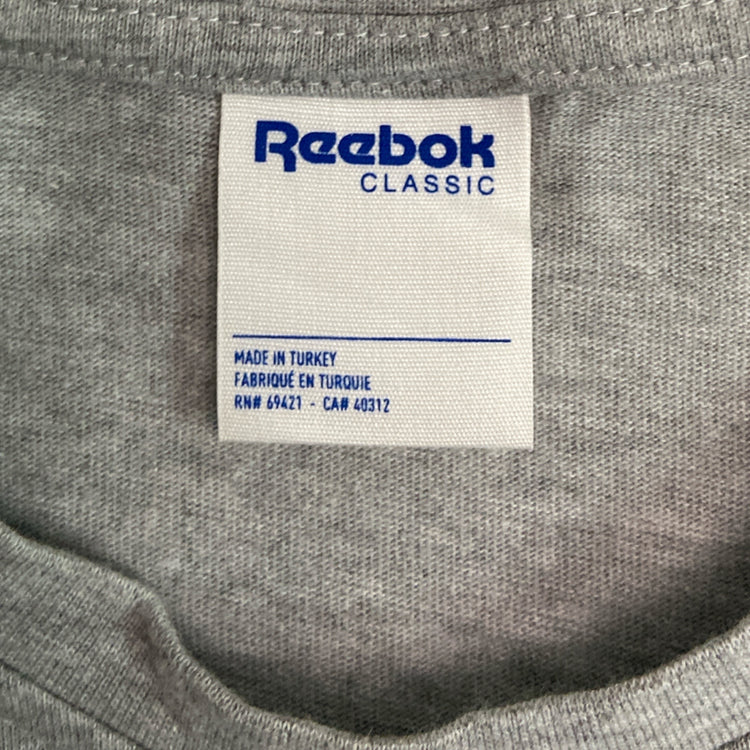 Reebok
CLASSIC
MADE IN TURKEY
FABRIQUÉ EN TURQUIE
RN# 69421 - CA# 40312